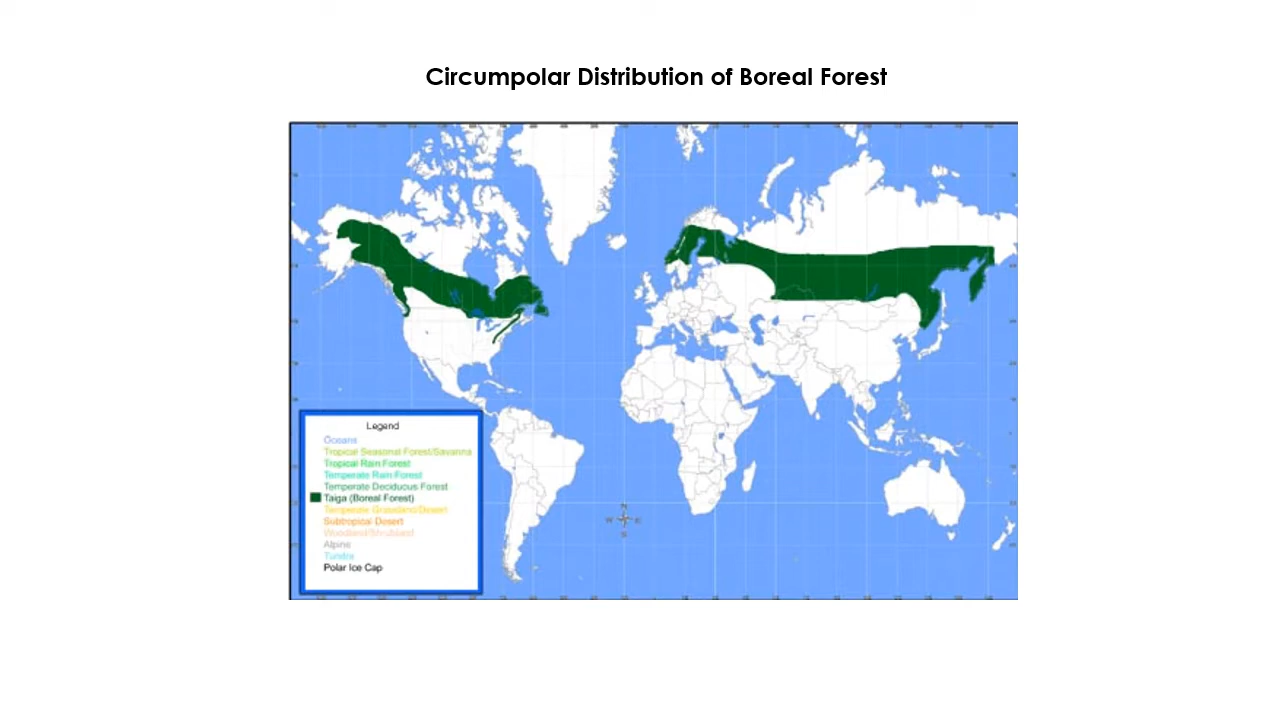 Circumpolar Distribution of Boreal Forest
Legend
Oceans
Tropical Seasonal Forest/Savanna
Tropical Rain Forest
Temperate Rain Forest
Temperate Deciducus Forest
Taiga (Boreal Forest)
Temperate Grassland/Desert
Subtropical Desert
Woodland/Shrubland
Alpine
Tundra
Polar Ice Cap
N
W E
S